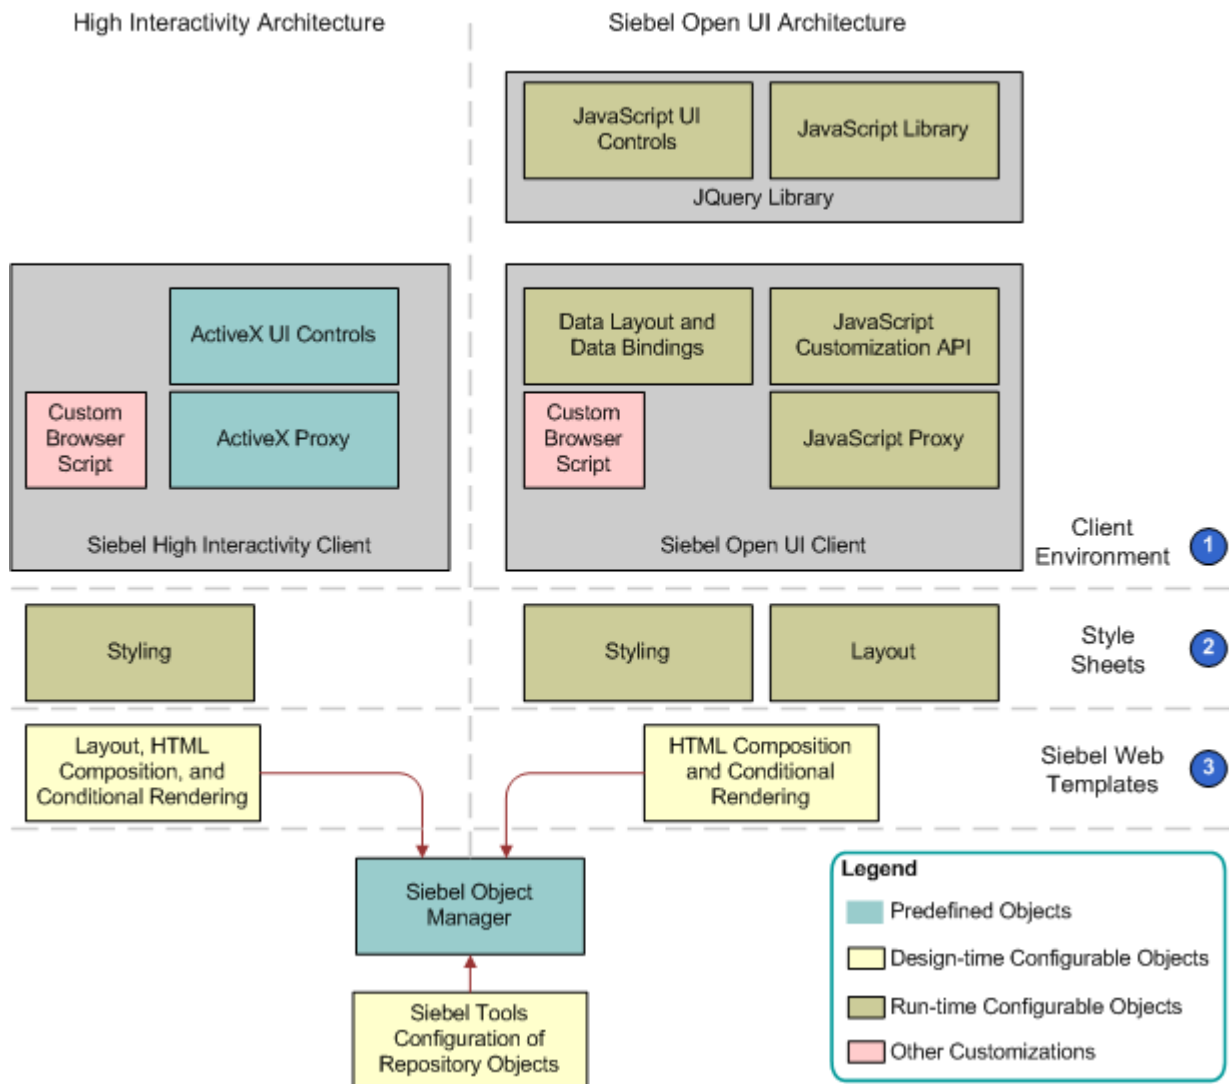 High Interactivity Architecture
Siebel Open UI Architecture
JavaScript UI
Controls
JavaScript Library
JQuery Library
ActiveX UI Controls
Custom
Browser
Script
ActiveX Proxy
Siebel High Interactivity Client
Data Layout and
Data Bindings
JavaScript
Customization API
Custom
Browser
Script
JavaScript Proxy
Siebel Open UI Client
Client
Environment
1
Styling
Styling
Layout
Style
Sheets
2
Layout, HTML
Composition, and
Conditional Rendering
HTML Composition
and Conditional
Rendering
Siebel Web
Templates
3
Siebel Object
Manager
Siebel Tools
Configuration of
Repository Objects
Legend
Predefined Objects
Design-time Configurable Objects
Run-time Configurable Objects
Other Customizations